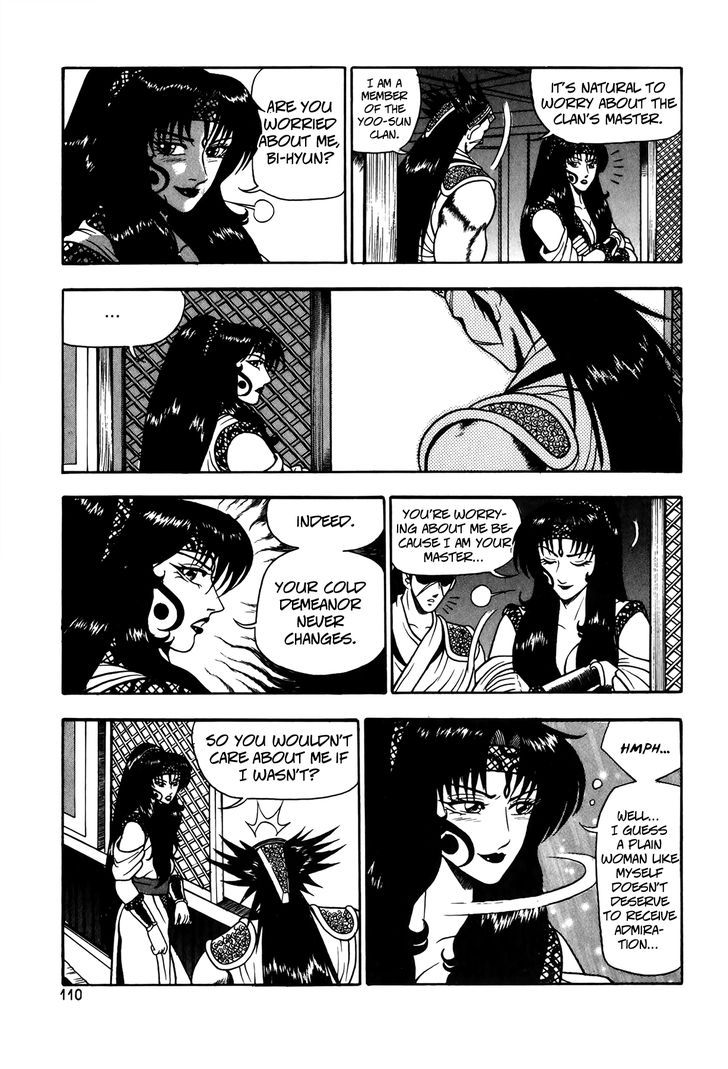 ARE YOU
WORRIED
ABOUT ME,
BI-HYUN?
I AM A
MEMBER
OF THE
YOO-SUN
CLAN.
IT'S NATURAL TO
WORRY ABOUT THE
CLAN'S MASTER.
...
INDEED.
YOUR COLD
DEMEANOR
NEVER
CHANGES.
YOU'RE WORRY-
ING ABOUT ME BE-
CAUSE I AM YOUR
MASTER...
SO YOU WOULDN'T
CARE ABOUT ME IF
I WASN'T?
HMPH...
WELL...
I GUESS
A PLAIN
WOMAN LIKE
MYSELF
DOESN'T
DESERVE
TO RECEIVE
ADMIRA-
TION...
110